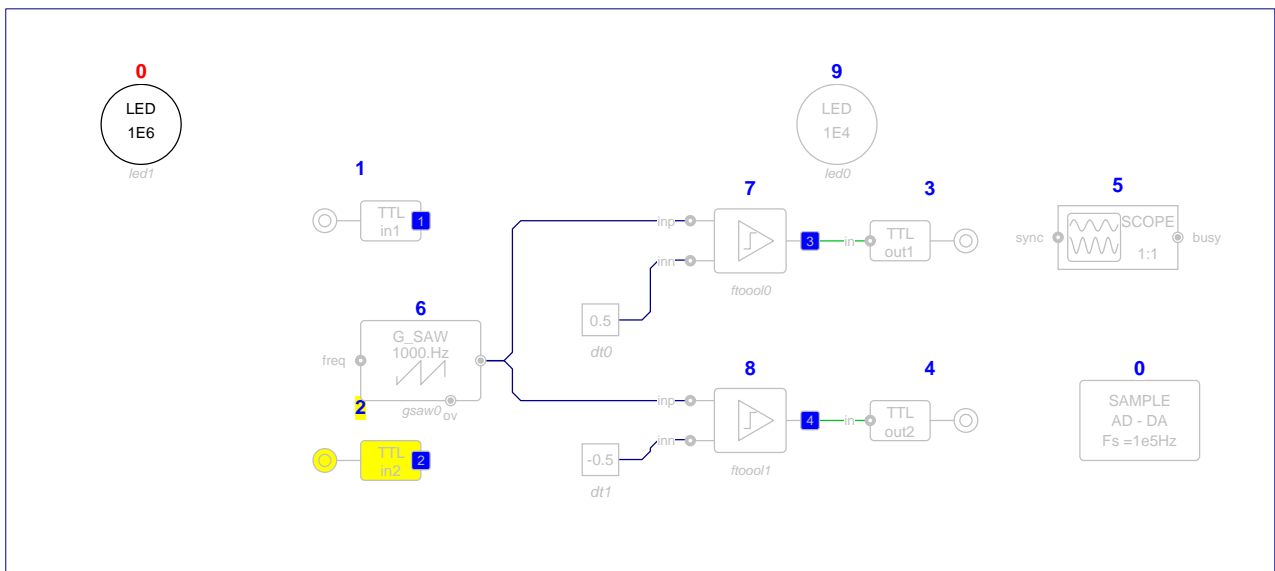 0
LED
1E6
led1
9
LED
1E4
led0
1
TTL
in1
1
7
inp
inn
ftoool0
3
3
in
TTL
out1
5
sync
SCOPE
1:1
busy
6
freq
G_SAW
1000.Hz
gsaw0
ov
0.5
dt0
2
TTL
in2
2
8
inp
inn
ftoool1
-0.5
dt1
4
4
in
TTL
out2
0
SAMPLE
AD - DA
Fs =1e5Hz